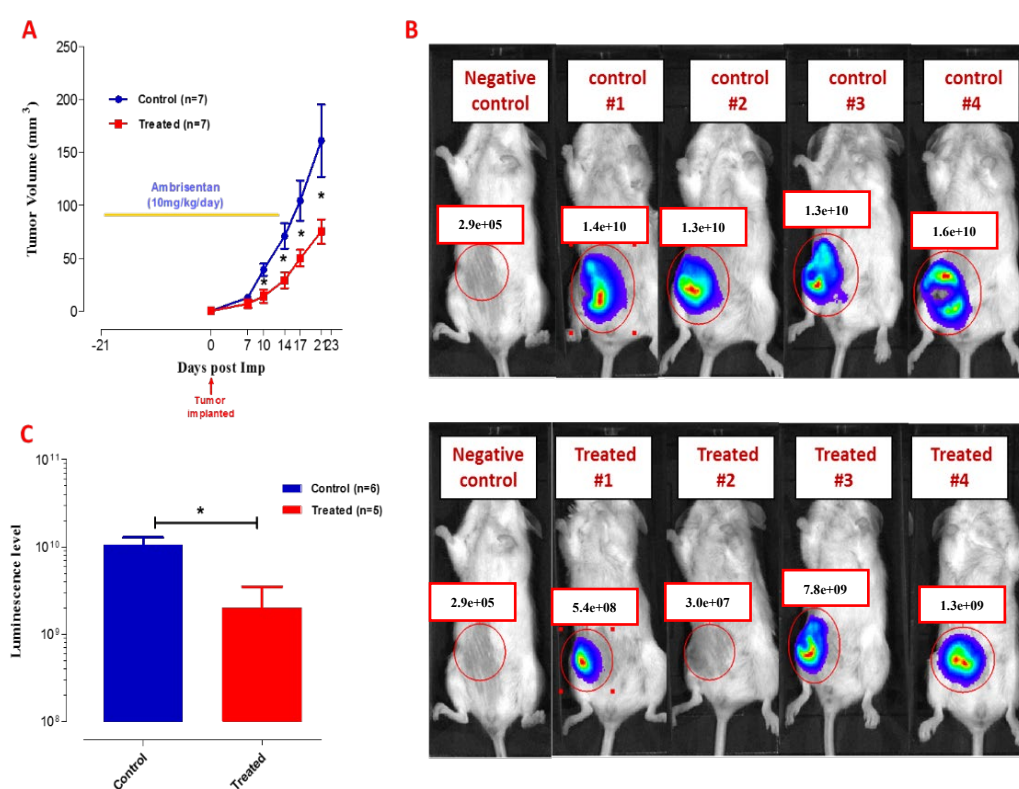 A
250
200
150
100
50
0
Tumor Volume (mm 3)
Control (n=7)
Treated (n=7)
Ambrisentan
(10mg/kg/day)
*
*
*
*
-21
0
7
10
14
17
21
23
Days post Imp
Tumor
implanted
B
Negative
control
control
#1
control
#2
control
#3
control
#4
2.9e+05
1.4e+10
1.3e+10
1.3e+10
1.6e+10
Negative
control
Treated
#1
Treated
#2
Treated
#3
Treated
#4
2.9e+05
5.4e+08
3.0e+07
7.8e+09
1.3e+09
C
10^11
10^10
10^9
10^8
Luminescence level
Control (n=6)
Treated (n=5)
*
Control
Treated